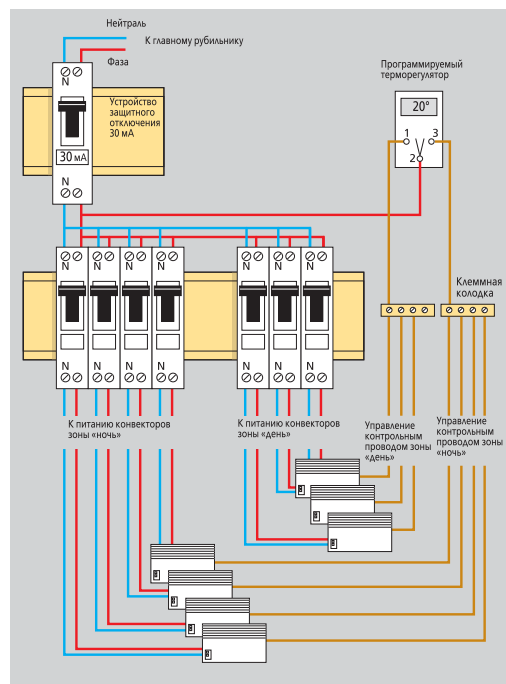 Нейтраль
К главному рубильнику
Фаза
N
Устройство
защитного
отключения
30 мА
30 мА
N
Программируемый
терморегулятор
20°
1
3
2
N
N
N
N
N
N
N
Клеммная
колодка
N
N
N
N
N
N
N
К питанию конвекторов
зоны «ночь»
К питанию конвекторов
зоны «день»
Управление
контрольным
проводом зоны
«день»
Управление
контрольным
проводом зоны
«ночь»